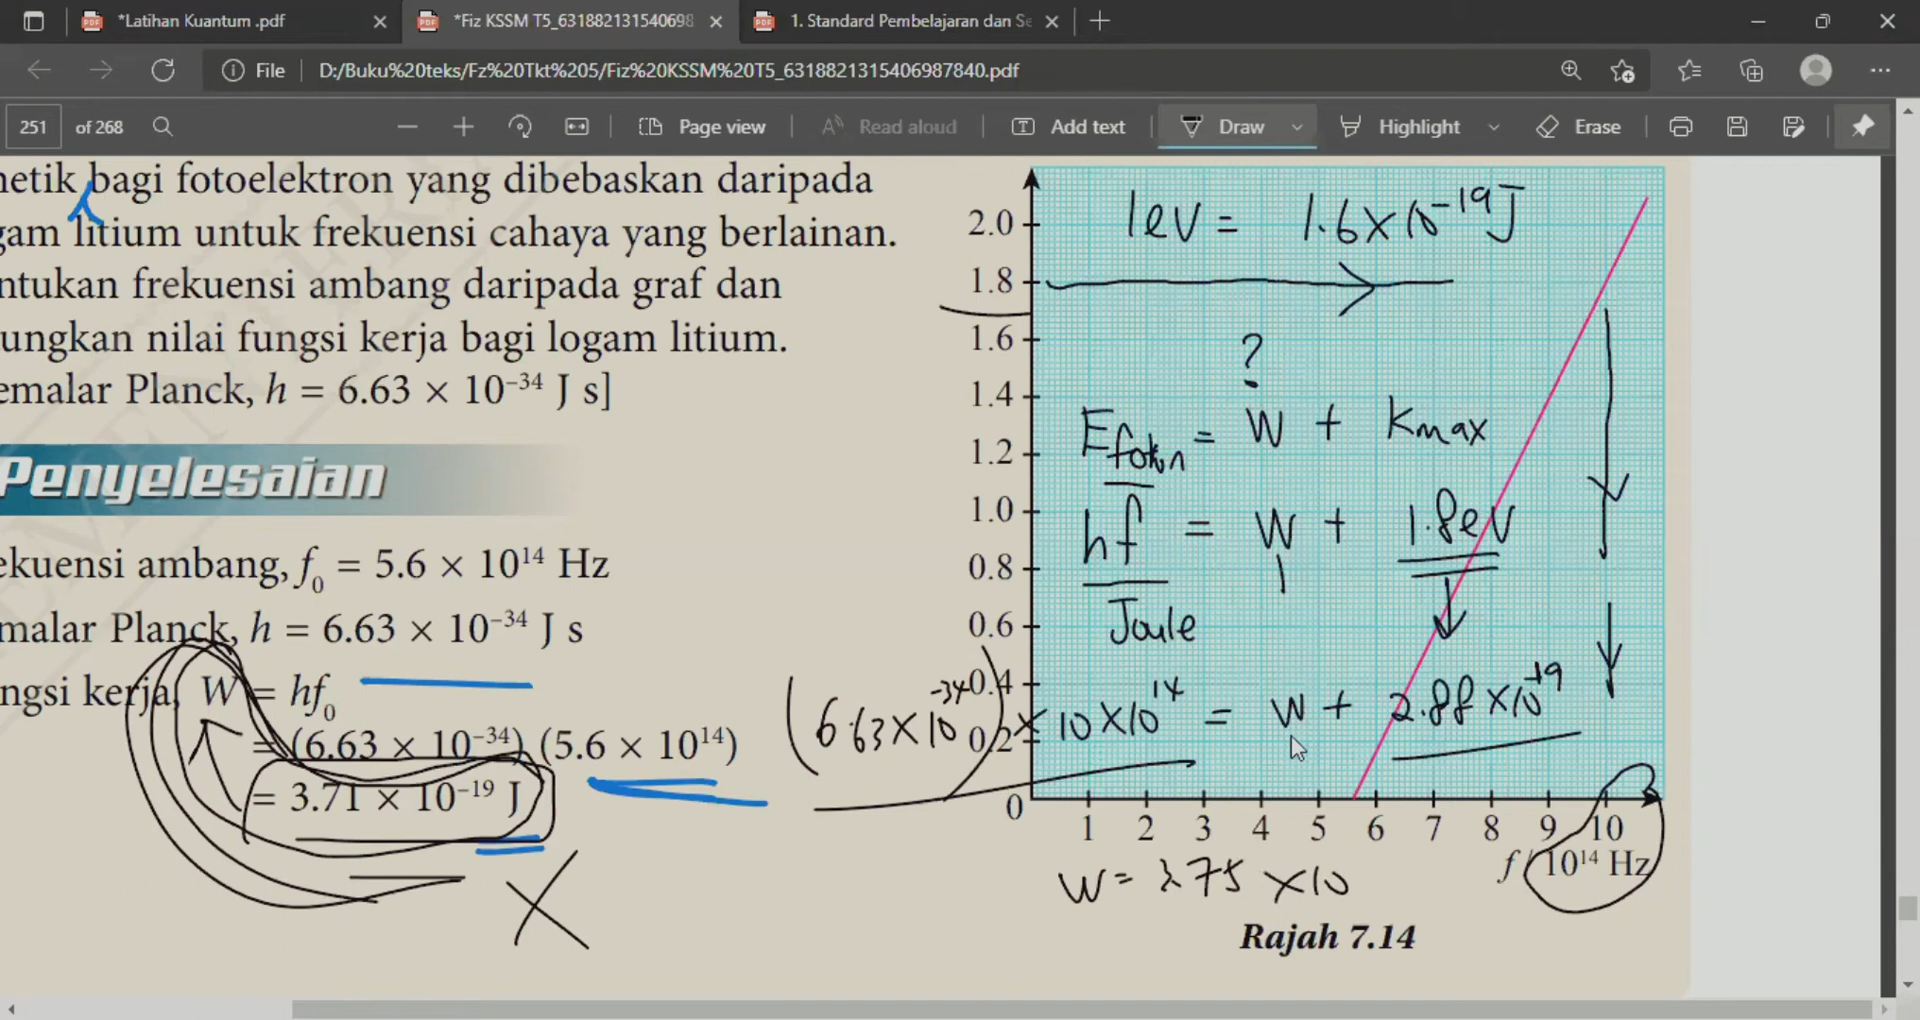 *Latihan Kuantum .pdf
*Fiz KSSM T5_631882131540698
1. Standard Pembelajaran dan Se
File
D:/Buku%20teks/Fz%20Tkt%205/Fiz%20KSSM%20T5_6318821315406987840.pdf
251 of 268
Page view
Read aloud
Add text
Draw
Highlight
Erase
netik bagi fotoelektron yang dibebaskan daripada
gam litium untuk frekuensi cahaya yang berlainan.
ntukan frekuensi ambang daripada graf dan
ungkan nilai fungsi kerja bagi logam litium.
emalar Planck, h = 6.63 × 10⁻³⁴ J s]
Penyelesaian
ekuensi ambang, f₀ = 5.6 × 10¹⁴ Hz
malar Planck, h = 6.63 × 10⁻³⁴ J s
ngsi kerja, W = hf₀
= (6.63 × 10⁻³⁴) (5.6 × 10¹⁴)
= 3.71 × 10⁻¹⁹ J
2.0
1.8
1.6
1.4
1.2
1.0
0.8
0.6
0.4
0.2
0
1eV = 1.6×10⁻¹⁹J
?
Efoton = W + Kmax
hf = W + 1.8eV
Joule
(6.63×10⁻³⁴) × 10×10¹⁴ = W + 2.88×10⁻¹⁹
1 2 3 4 5 6 7 8 9 10
f / 10¹⁴ Hz
W = 3.75 ×10
Rajah 7.14